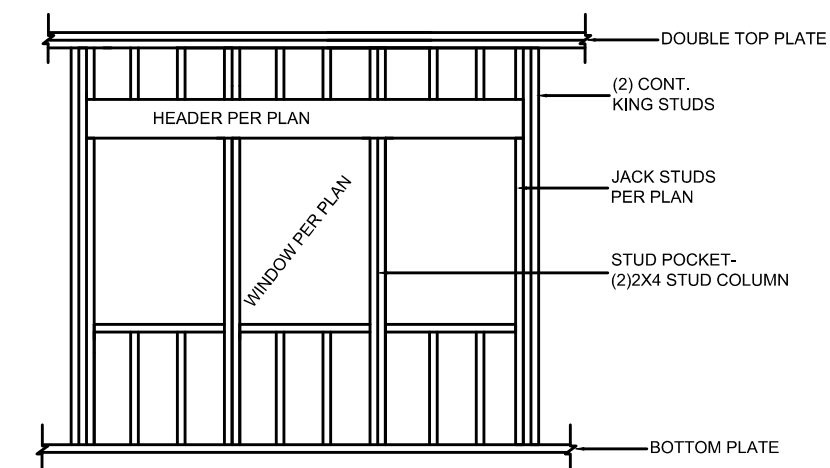 DOUBLE TOP PLATE
(2) CONT.
KING STUDS
HEADER PER PLAN
JACK STUDS
PER PLAN
WINDOW PER PLAN
STUD POCKET-
(2)2X4 STUD COLUMN
BOTTOM PLATE